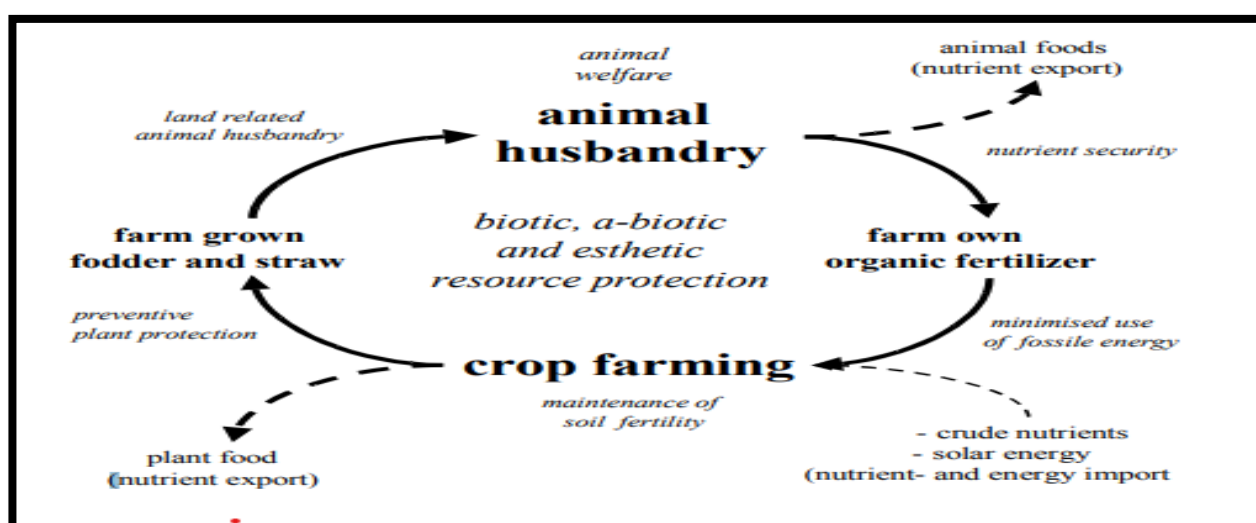 animal
welfare
animal foods
(nutrient export)
land related
animal husbandry
animal
husbandry
nutrient security
biotic, a-biotic
and esthetic
resource protection
farm grown
fodder and straw
farm own
organic fertilizer
preventive
plant protection
minimised use
of fossile energy
crop farming
maintenance of
soil fertility
plant food
(nutrient export)
- crude nutrients
- solar energy
(nutrient- and energy import